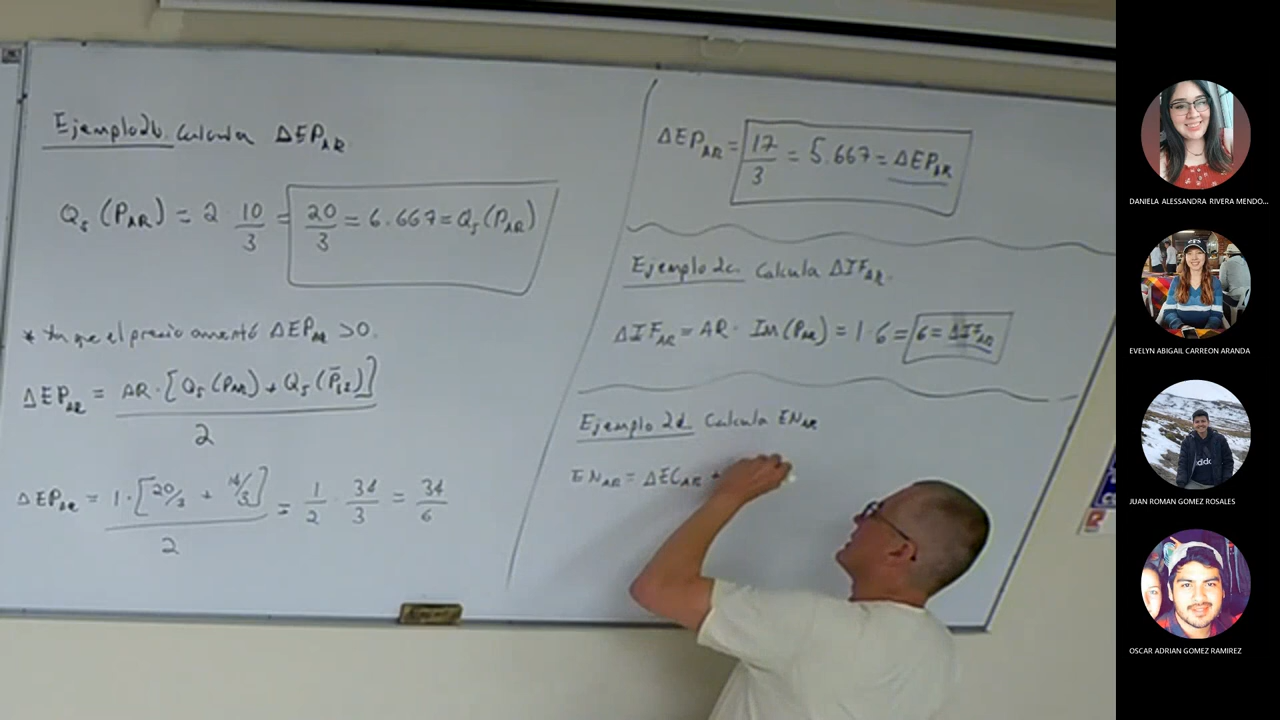 Ejemplo 2b. Calcula ΔEP_AR
Q_s (P_AR) = 2 · 10/3 = 20/3 = 6.667 = Q_s (P_AR)
* que el precio aumentó ΔEP_AR > 0.
ΔEP_AR = AR · [Q_s (P_AR) + Q_s (P̄_L2)] / 2
ΔEP_AR = 1 · [20/3 + 14/3] / 2 = 1/2 · 34/3 = 34/6
ΔEP_AR = 17/3 = 5.667 = ΔEP_AR
Ejemplo 2c. Calcula ΔIF_AR.
ΔIF_AR = AR · Im (P_AR) = 1 · 6 = 6 = ΔIF_AR
Ejemplo 2d. Calcula EN_AR
EN_AR = ΔEC_AR +
DANIELA ALESSANDRA RIVERA MENDO...
EVELYN ABIGAIL CARREON ARANDA
JUAN ROMAN GOMEZ ROSALES
OSCAR ADRIAN GOMEZ RAMIREZ